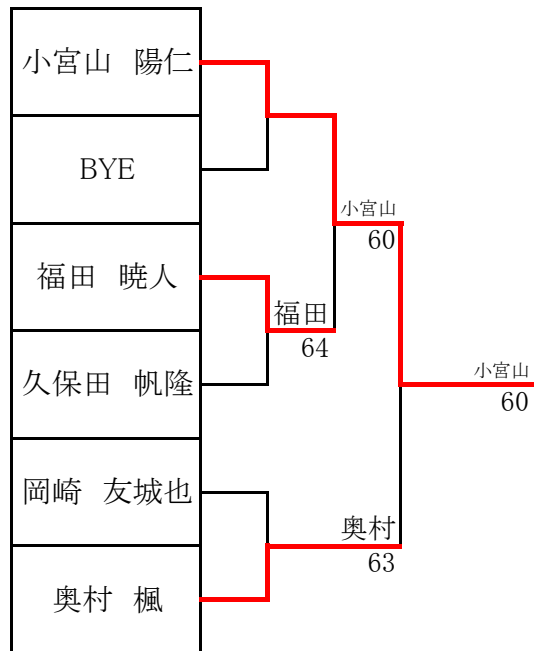 小宮山 陽仁
BYE
福田 暁人
久保田 帆隆
岡崎 友城也
奥村 楓
福田
64
小宮山
60
奥村
63
小宮山
60